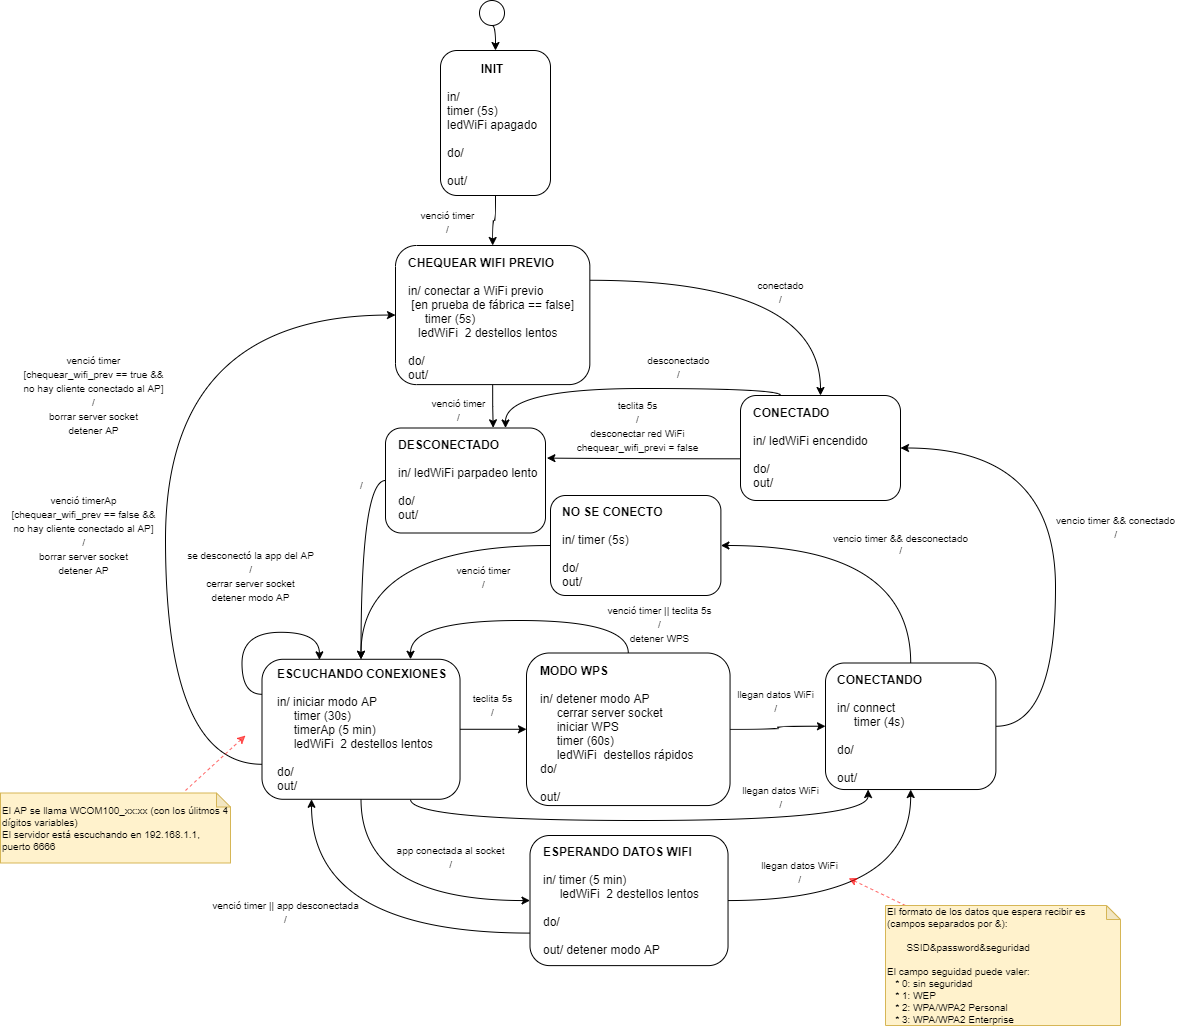 INIT
in/
timer (5s)
ledWiFi apagado
do/
out/
venció timer
/
CHEQUEAR WIFI PREVIO
in/ conectar a WiFi previo
[en prueba de fábrica == false]
timer (5s)
ledWiFi 2 destellos lentos
do/
out/
conectado
/
venció timer
[chequear_wifi_prev == true &&
no hay cliente conectado al AP]
/
borrar server socket
detener AP
venció timer
/
desconectado
/
teclita 5s
/
desconectar red WiFi
chequear_wifi_previ = false
CONECTADO
in/ ledWiFi encendido
do/
out/
DESCONECTADO
in/ ledWiFi parpadeo lento
do/
out/
/
venció timerAp
[chequear_wifi_prev == false &&
no hay cliente conectado al AP]
/
borrar server socket
detener AP
NO SE CONECTO
in/ timer (5s)
do/
out/
vencio timer && desconectado
/
vencio timer && conectado
/
se desconectó la app del AP
/
cerrar server socket
detener modo AP
venció timer
/
venció timer || teclita 5s
/
detener WPS
ESCUCHANDO CONEXIONES
in/ iniciar modo AP
timer (30s)
timerAp (5 min)
ledWiFi 2 destellos lentos
do/
out/
teclita 5s
/
MODO WPS
in/ detener modo AP
cerrar server socket
iniciar WPS
timer (60s)
ledWiFi destellos rápidos
do/
out/
llegan datos WiFi
/
CONECTANDO
in/ connect
timer (4s)
do/
out/
llegan datos WiFi
/
El AP se llama WCOM100_xx:xx (con los úlitmos 4
dígitos variables)
El servidor está escuchando en 192.168.1.1,
puerto 6666
app conectada al socket
/
ESPERANDO DATOS WIFI
in/ timer (5 min)
ledWiFi 2 destellos lentos
do/
out/ detener modo AP
llegan datos WiFi
/
venció timer || app desconectada
/
El formato de los datos que espera recibir es
(campos separados por &):
SSID&password&seguridad
El campo seguidad puede valer:
* 0: sin seguridad
* 1: WEP
* 2: WPA/WPA2 Personal
* 3: WPA/WPA2 Enterprise